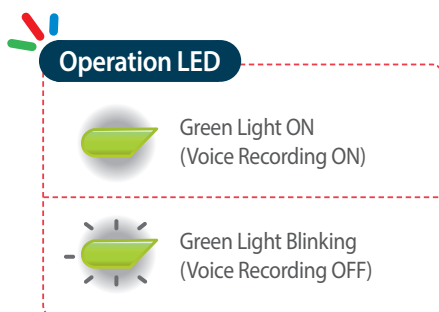 Operation LED
Green Light ON
(Voice Recording ON)
Green Light Blinking
(Voice Recording OFF)